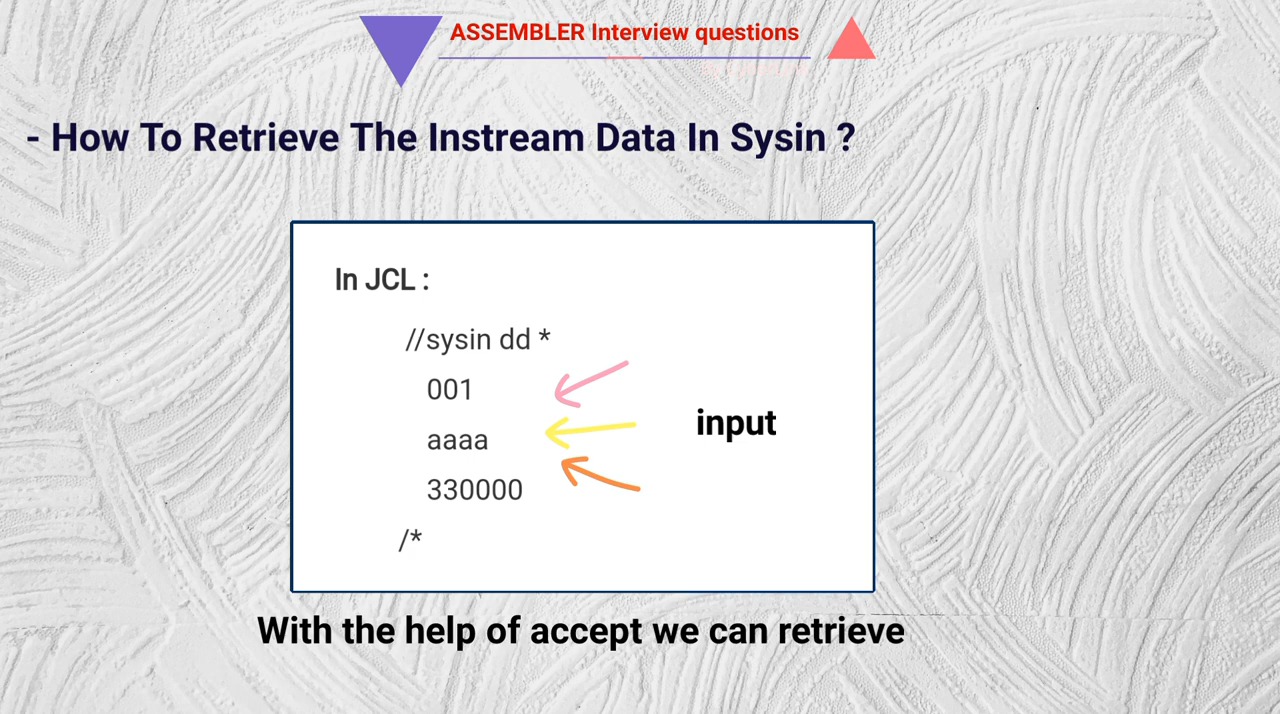 ASSEMBLER Interview questions
- How To Retrieve The Instream Data In Sysin ?
In JCL :
//sysin dd *
001
aaaa
input
330000
/*
With the help of accept we can retrieve